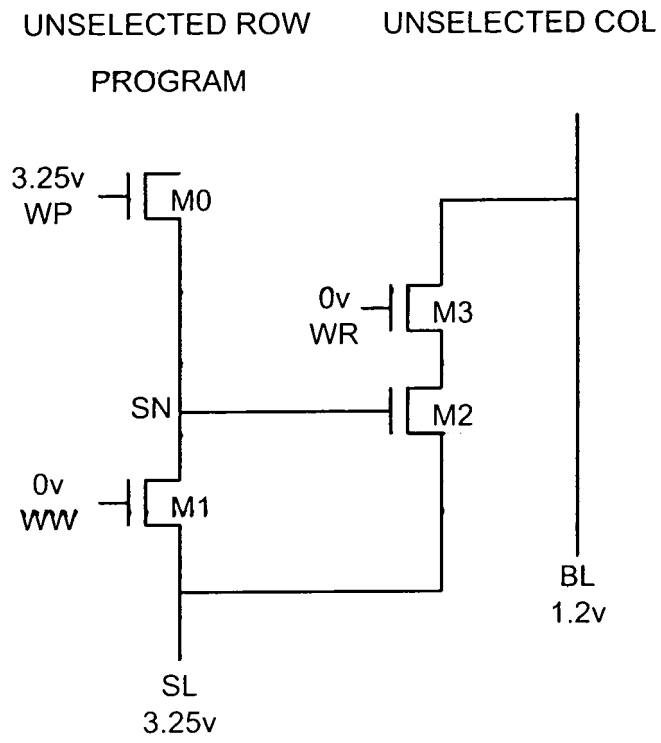 UNSELECTED ROW
UNSELECTED COL
PROGRAM
3.25v
WP
M0
0v
WR
M3
SN
M2
0v
WW
M1
BL
1.2v
SL
3.25v